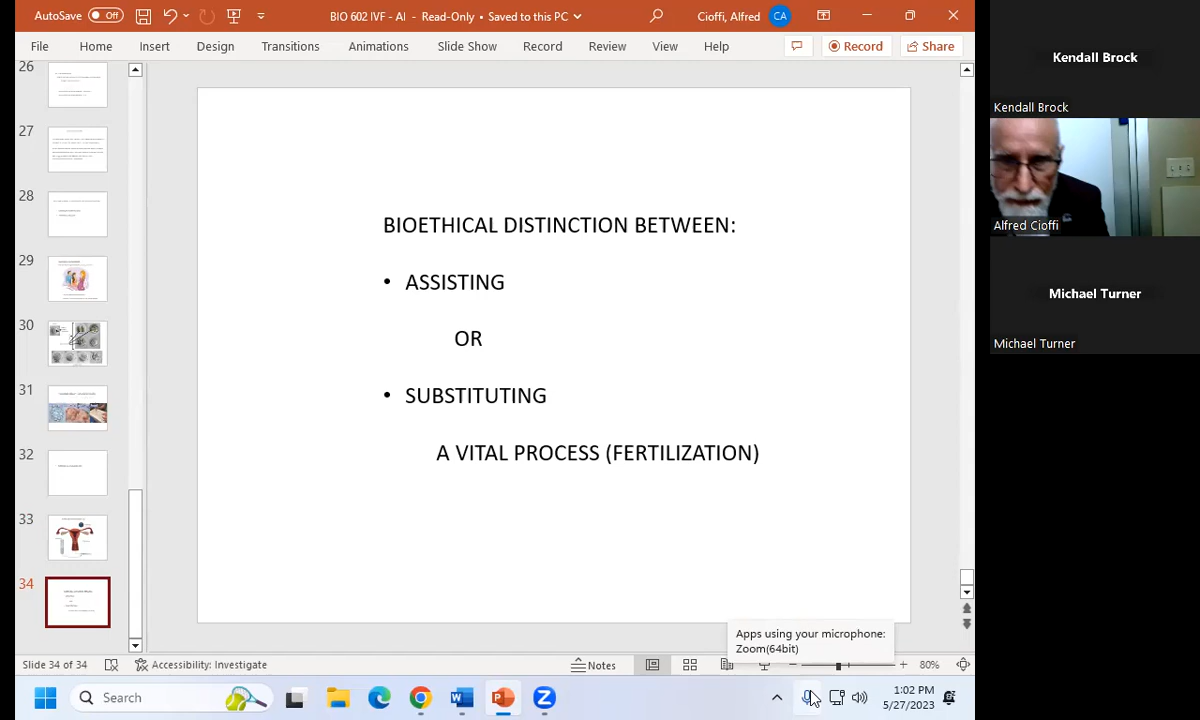 AutoSave Off
BIO 602 IVF - AI - Read-Only • Saved to this PC
Cioffi, Alfred CA
File Home Insert Design Transitions Animations Slide Show Record Review View Help Record Share
26
27
28
29
30
31
32
33
34
BIOETHICAL DISTINCTION BETWEEN:
• ASSISTING
OR
• SUBSTITUTING
A VITAL PROCESS (FERTILIZATION)
Apps using your microphone:
Zoom(64bit)
Slide 34 of 34 Accessibility: Investigate Notes 80%
Search
1:02 PM
5/27/2023
Kendall Brock
Kendall Brock
Alfred Cioffi
Michael Turner
Michael Turner